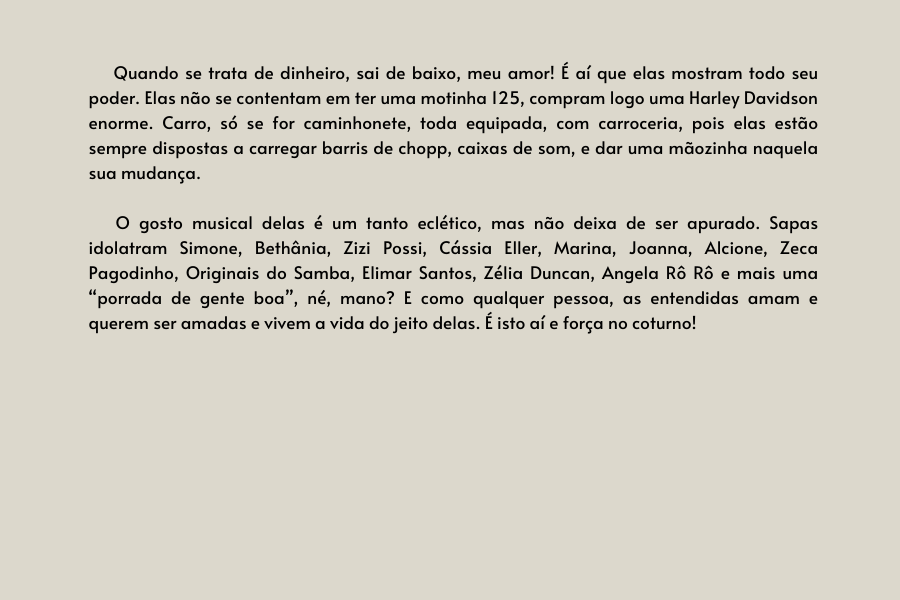 Quando se trata de dinheiro, sai de baixo, meu amor! É aí que elas mostram todo seu
poder. Elas não se contentam em ter uma motinha 125, compram logo uma Harley Davidson
enorme. Carro, só se for caminhonete, toda equipada, com carroceria, pois elas estão
sempre dispostas a carregar barris de chopp, caixas de som, e dar uma mãozinha naquela
sua mudança.
O gosto musical delas é um tanto eclético, mas não deixa de ser apurado. Sapas
idolatram Simone, Bethânia, Zizi Possi, Cássia Eller, Marina, Joanna, Alcione, Zeca
Pagodinho, Originais do Samba, Elimar Santos, Zélia Duncan, Angela Rô Rô e mais uma
“porrada de gente boa”, né, mano? E como qualquer pessoa, as entendidas amam e
querem ser amadas e vivem a vida do jeito delas. É isto aí e força no coturno!